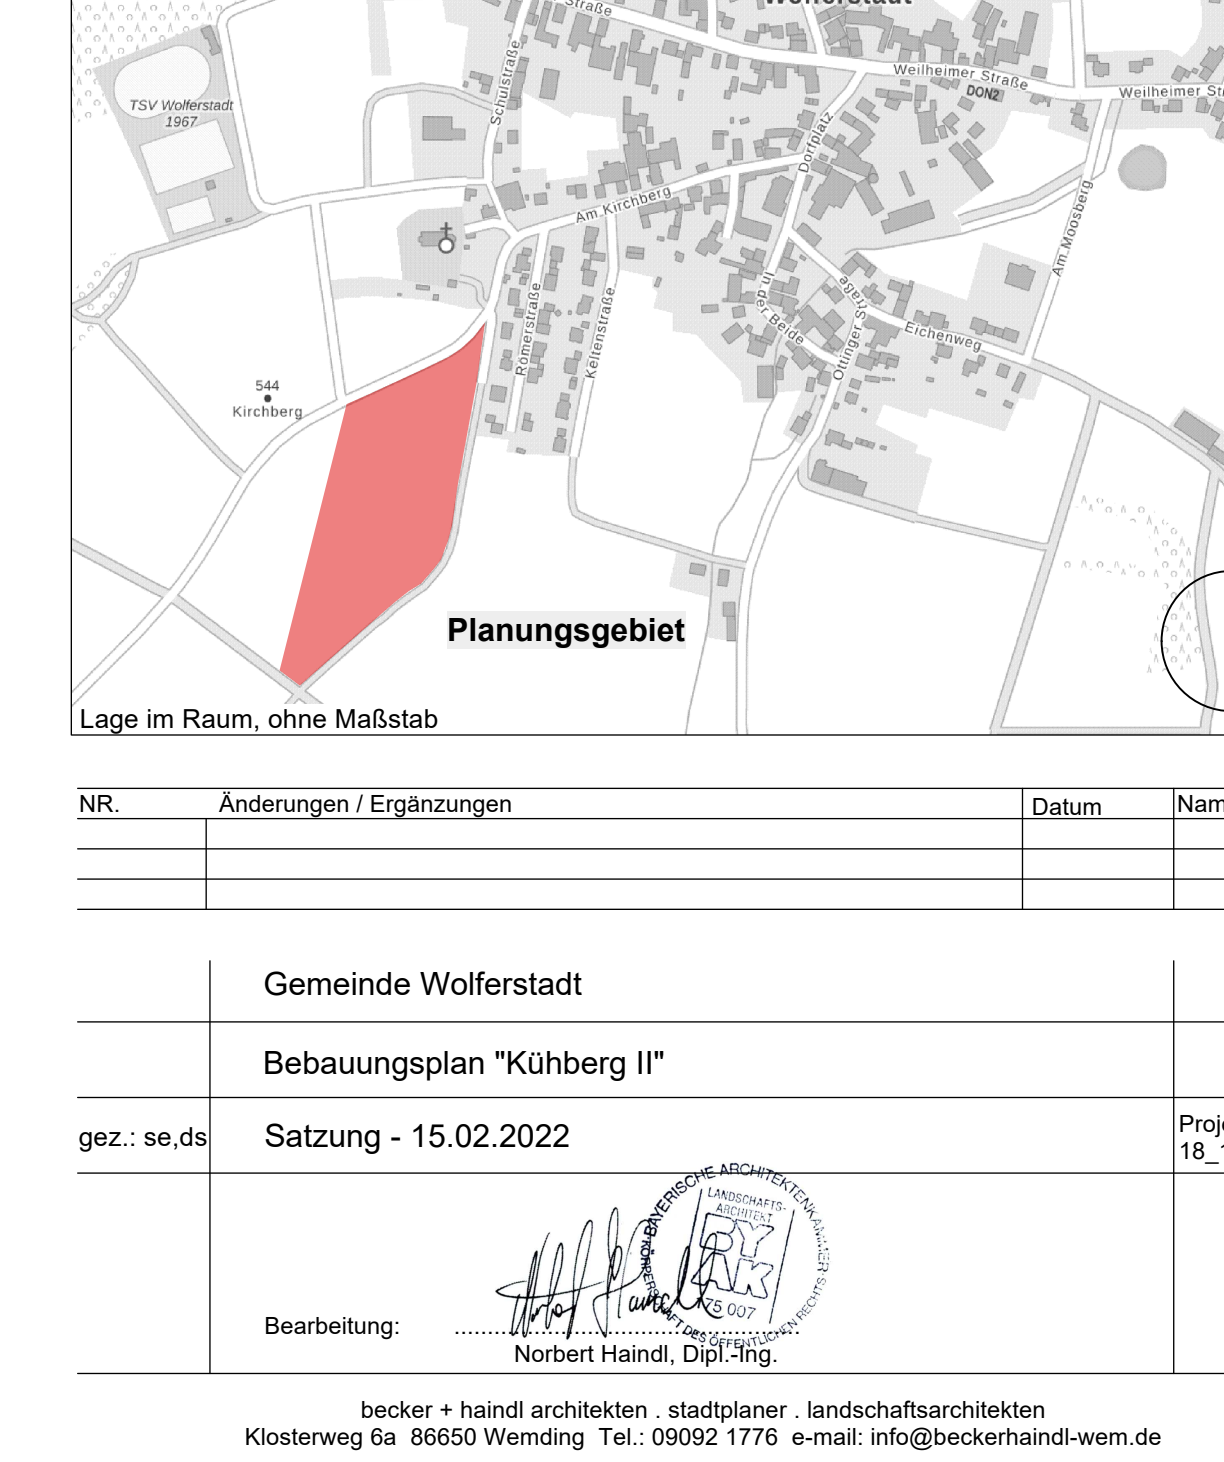 Straße
Wolferstadt
Weilheimer Straße
DON2
Weilheimer St
TSV Wolferstadt
1967
Schulstraße
Dorfplatz
Am Kirchberg
Am Moosberg
In der Beide
Öttinger Straße
Eichenweg
Römerstraße
Keltenstraße
544
Kirchberg
Planungsgebiet
Lage im Raum, ohne Maßstab
NR. Änderungen / Ergänzungen Datum Nam
Gemeinde Wolferstadt
Bebauungsplan "Kühberg II"
gez.: se,ds Satzung - 15.02.2022 Proj
18_1
BAYERISCHE ARCHITEKTENKAMMER
KÖRPERSCHAFT DES ÖFFENTLICHEN RECHTS
LANDSCHAFTS-
ARCHITEKT
BY
AK
175 007
Bearbeitung: ....................................................
Norbert Haindl, Dipl.-Ing.
becker + haindl architekten . stadtplaner . landschaftsarchitekten
Klosterweg 6a 86650 Wemding Tel.: 09092 1776 e-mail: info@beckerhaindl-wem.de